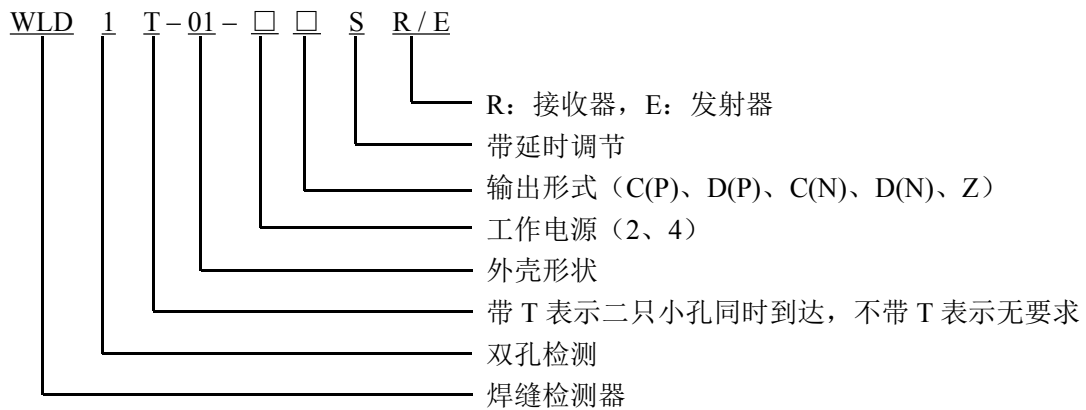 WLD 1 T – 01 – □ □ S R / E
R：接收器，E：发射器
带延时调节
输出形式（C(P)、D(P)、C(N)、D(N)、Z）
工作电源（2、4）
外壳形状
带 T 表示二只小孔同时到达，不带 T 表示无要求
双孔检测
焊缝检测器